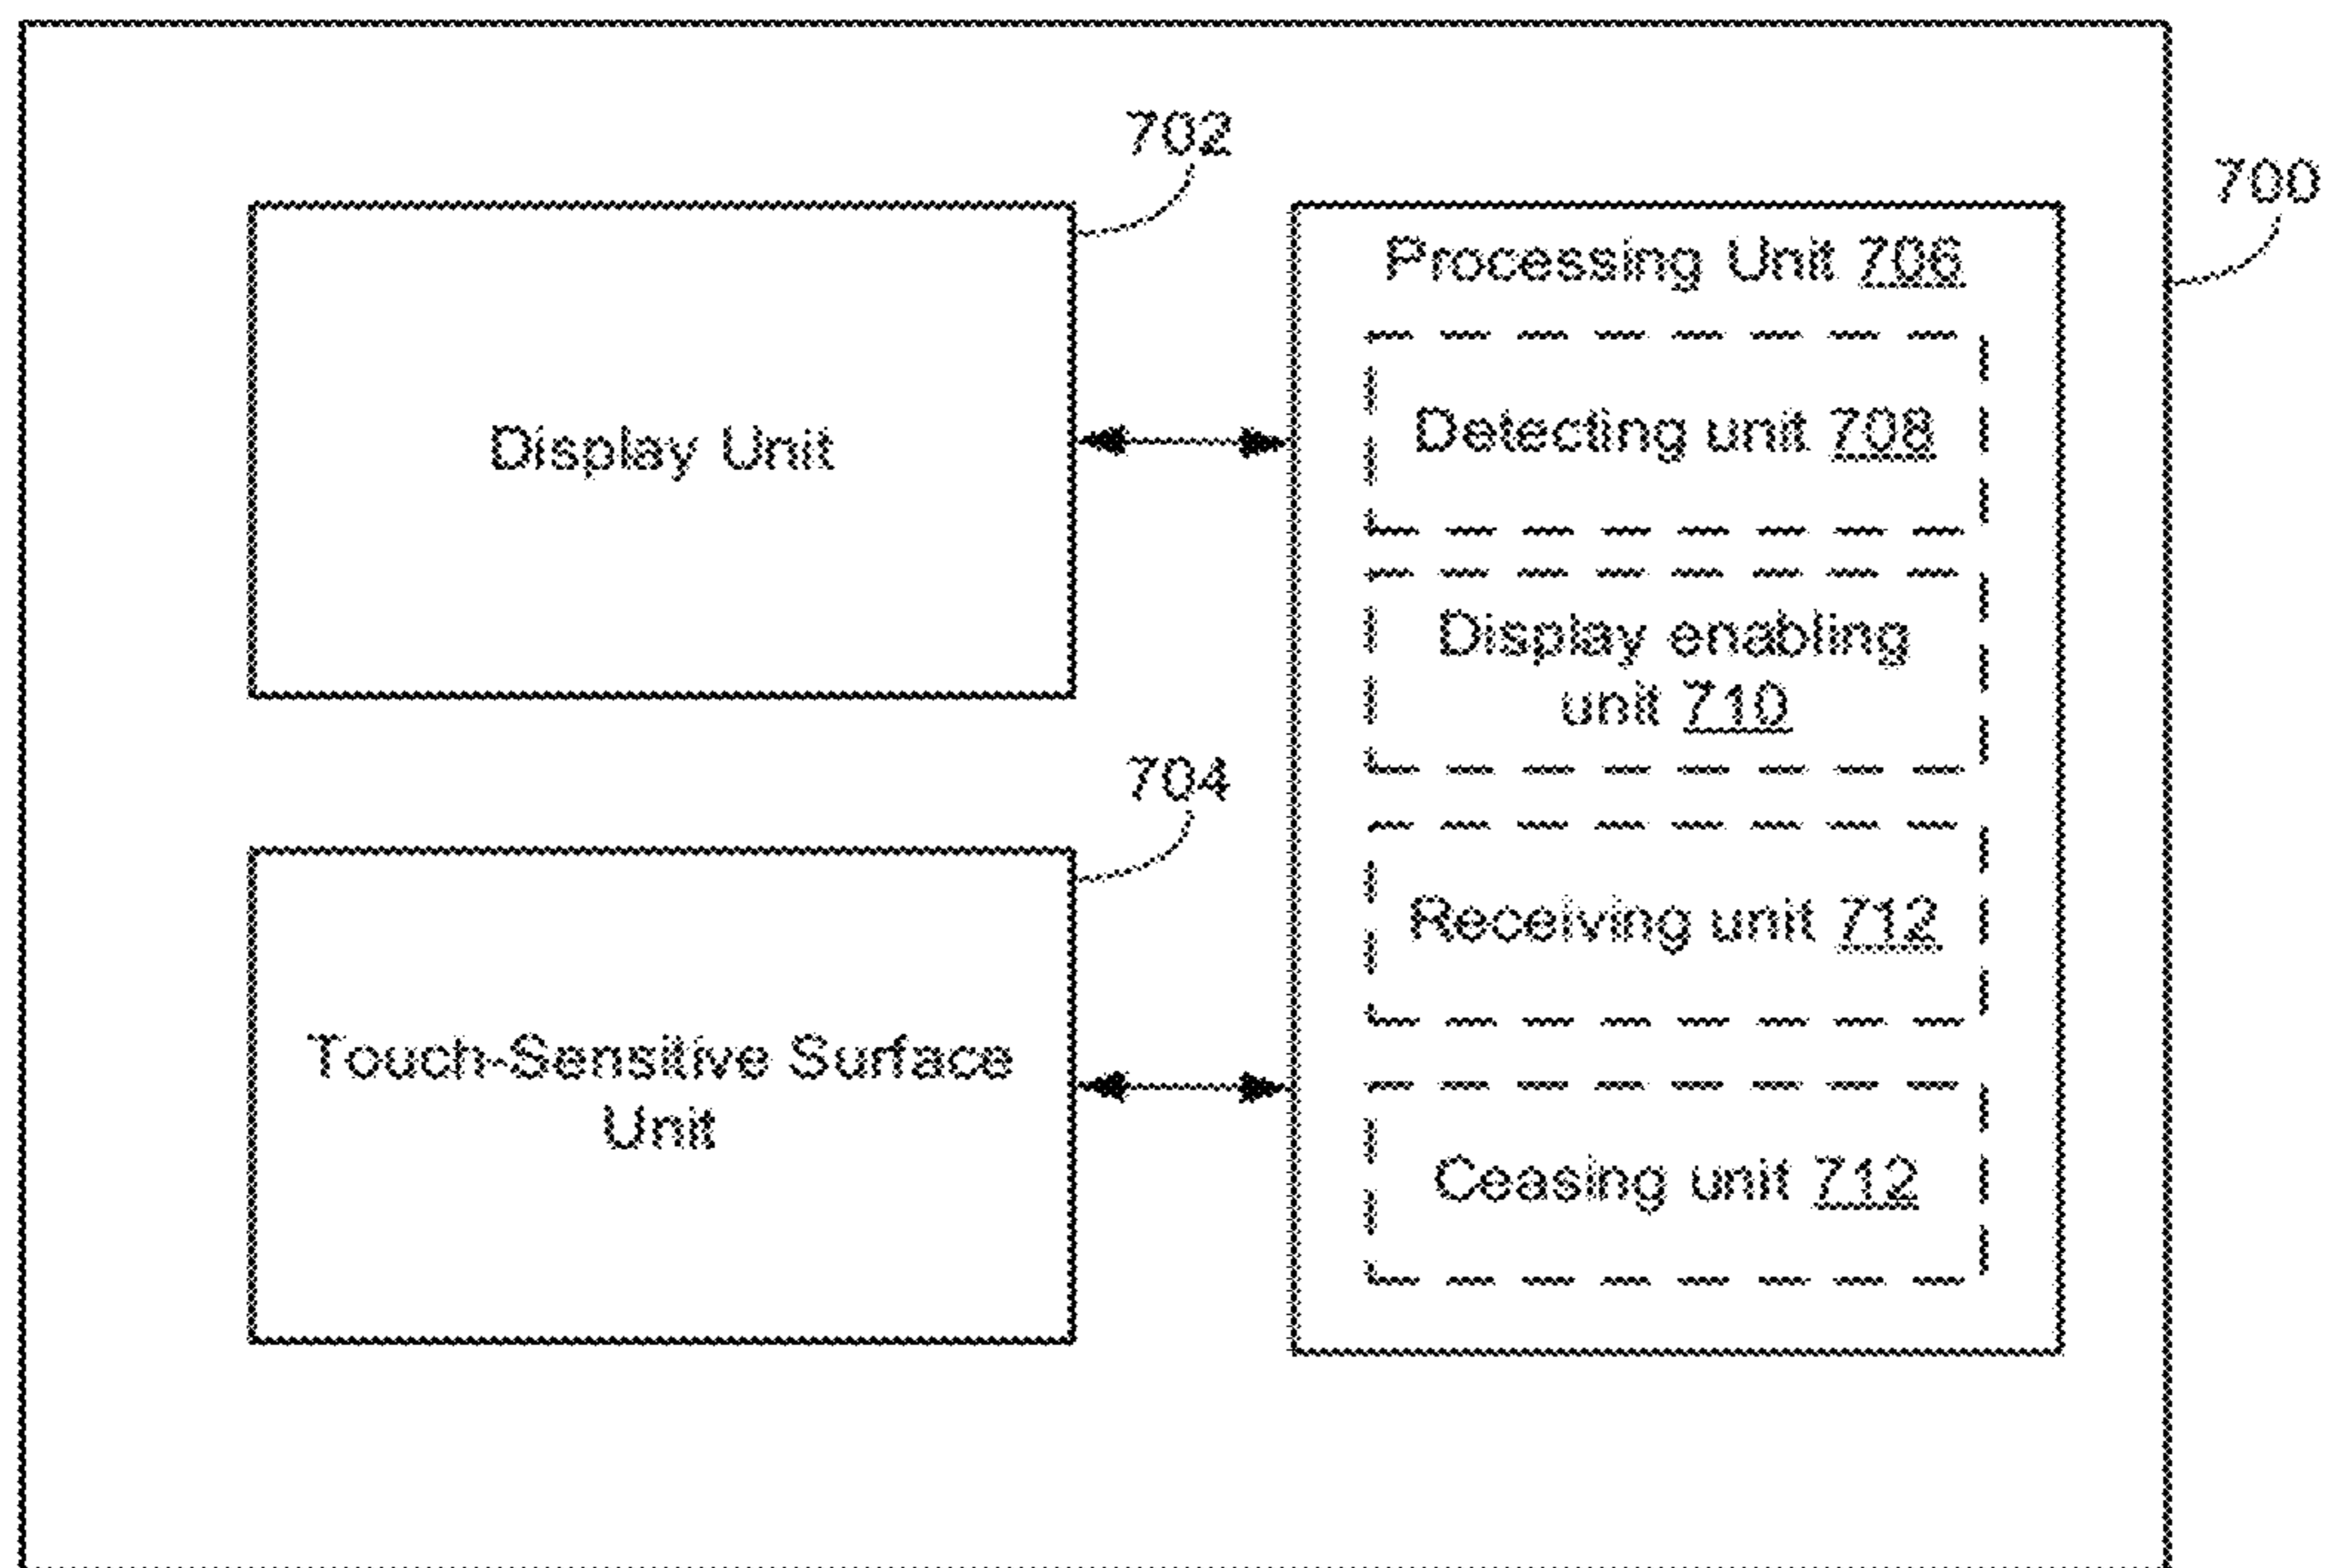 702
700
Display Unit
Processing Unit 706
Detecting unit 708
Display enabling
unit 710
704
Receiving unit 712
Touch-Sensitive Surface
Unit
Ceasing unit 712